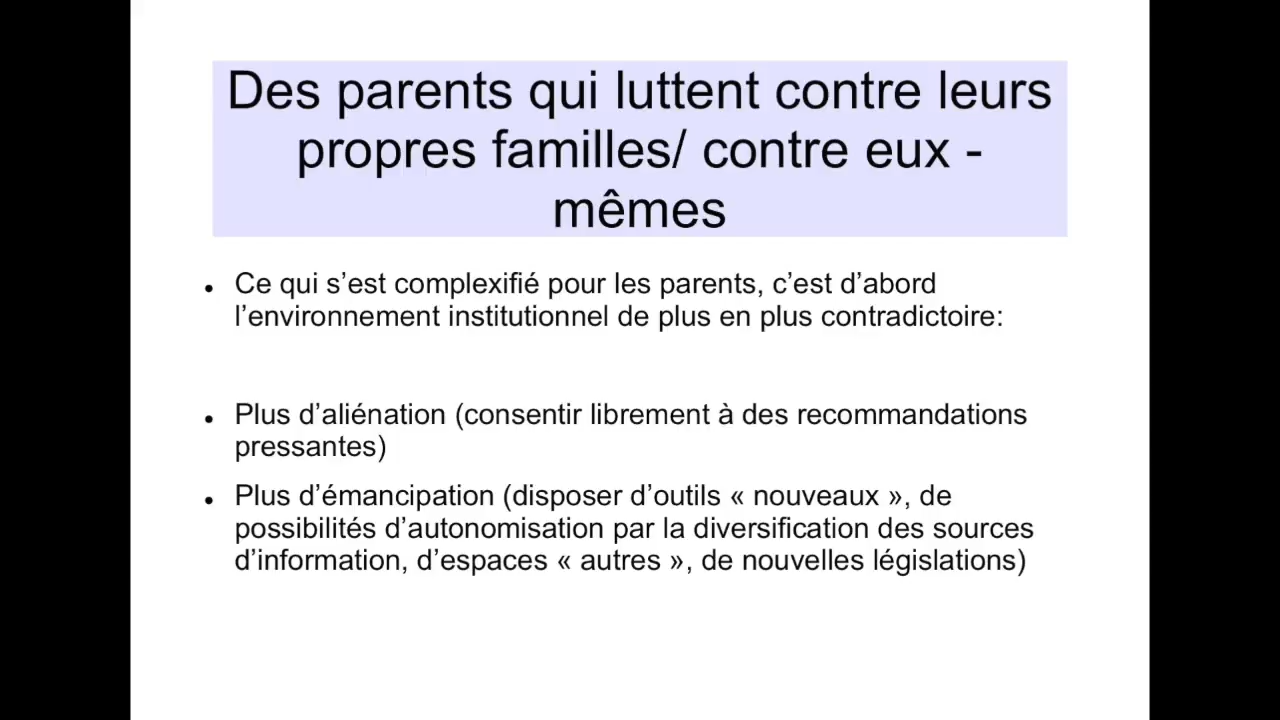 Des parents qui luttent contre leurs
propres familles/ contre eux -
mêmes
• Ce qui s’est complexifié pour les parents, c’est d’abord
l’environnement institutionnel de plus en plus contradictoire:
• Plus d’aliénation (consentir librement à des recommandations
pressantes)
• Plus d’émancipation (disposer d’outils « nouveaux », de
possibilités d’autonomisation par la diversification des sources
d’information, d’espaces « autres », de nouvelles législations)